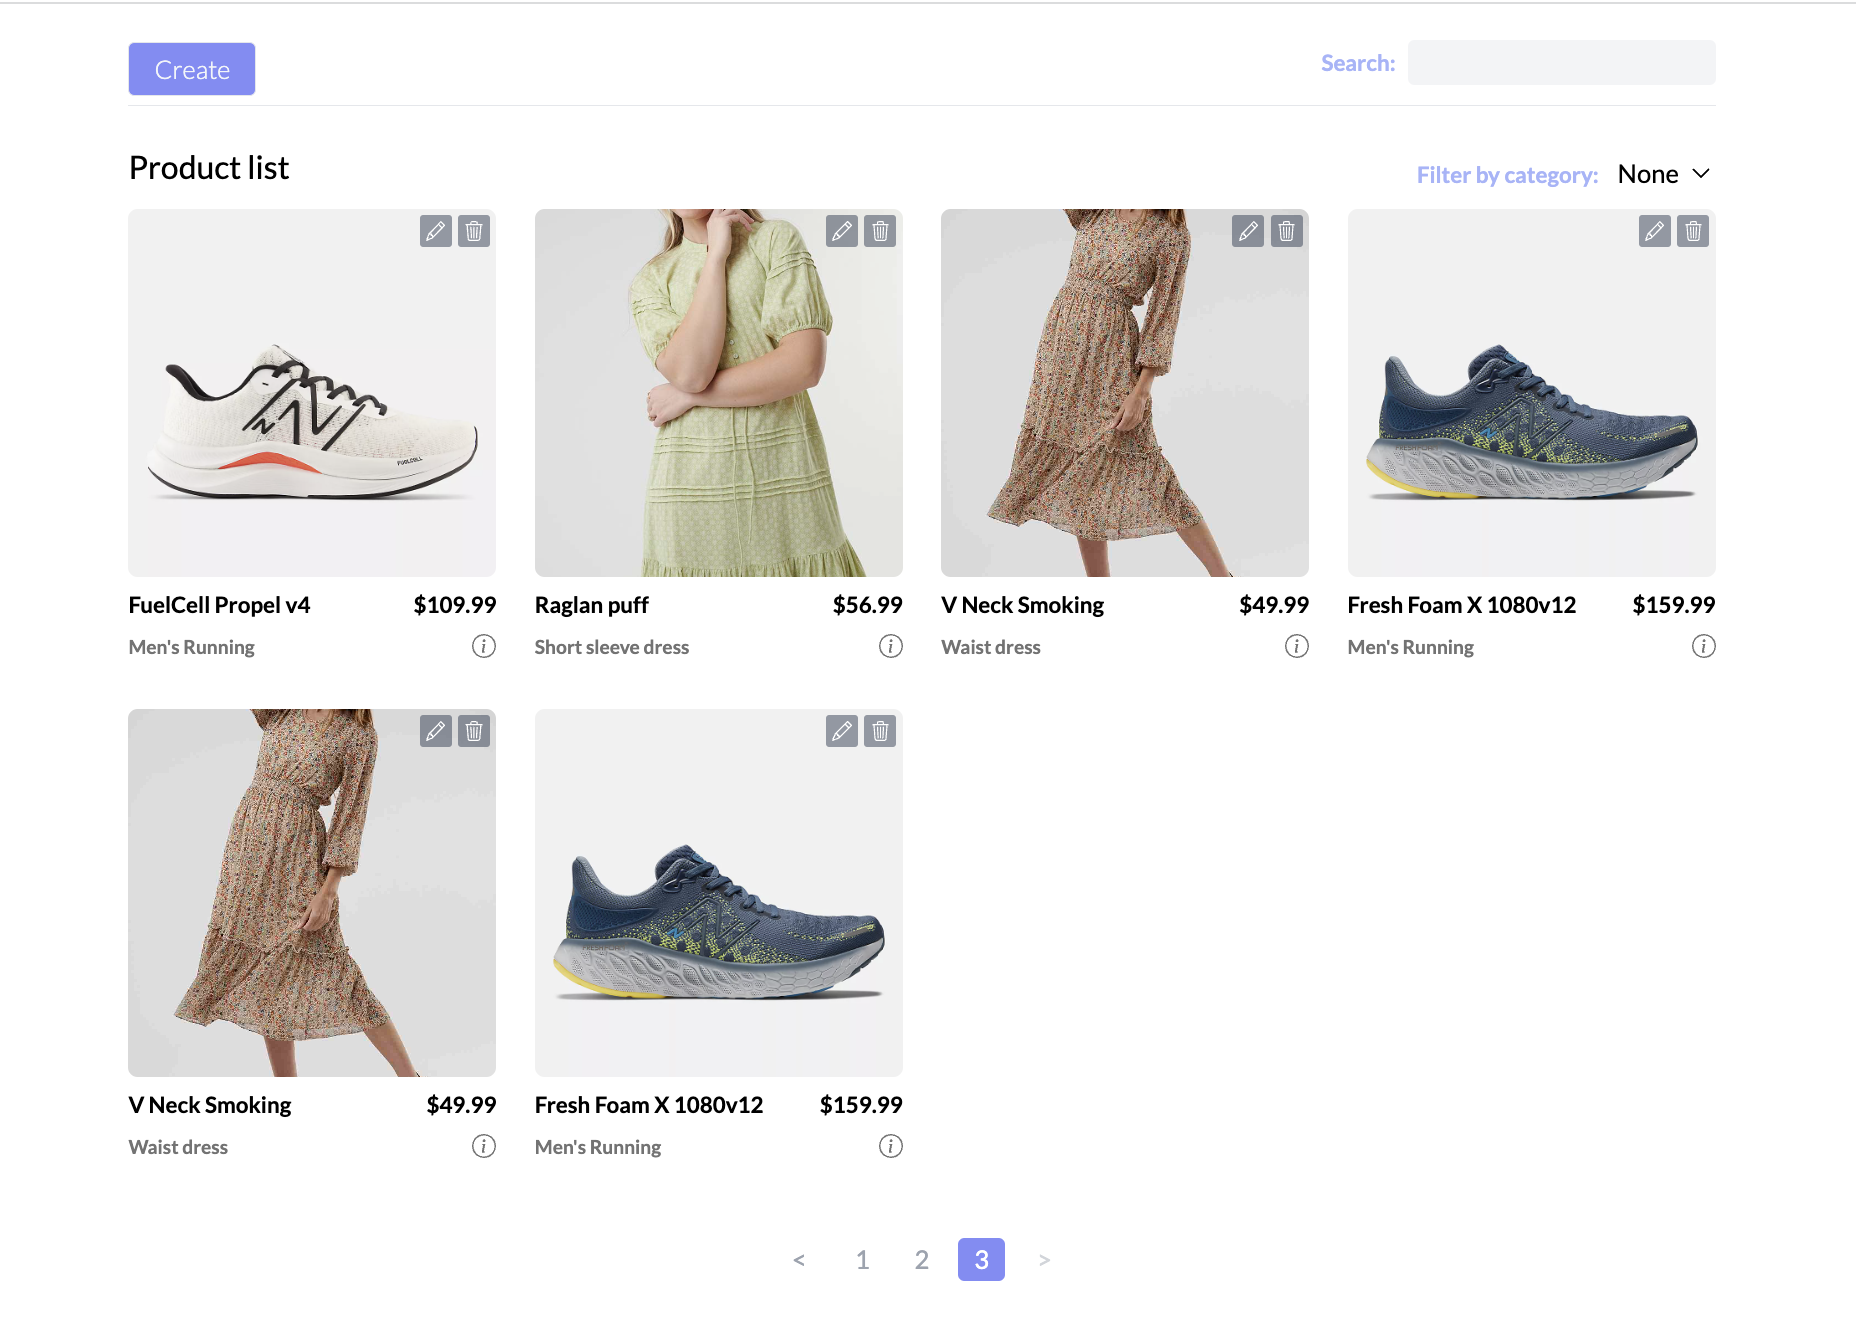 Create
Search:
Product list
Filter by category: None
FUELCELL
FuelCell Propel v4 $109.99
Men's Running
Raglan puff $56.99
Short sleeve dress
V Neck Smoking $49.99
Waist dress
Fresh Foam X 1080v12 $159.99
Men's Running
V Neck Smoking $49.99
Waist dress
Fresh Foam X 1080v12 $159.99
Men's Running
< 1 2 3 >